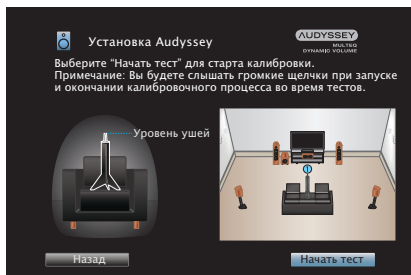 Установка Audyssey
AUDYSSEY
MULTEQ
DYNAMIC VOLUME
Выберите “Начать тест” для старта калибровки.
Примечание: Вы будете слышать громкие щелчки при запуске
и окончании калибровочного процесса во время тестов.
Уровень ушей
1
Назад
Начать тест